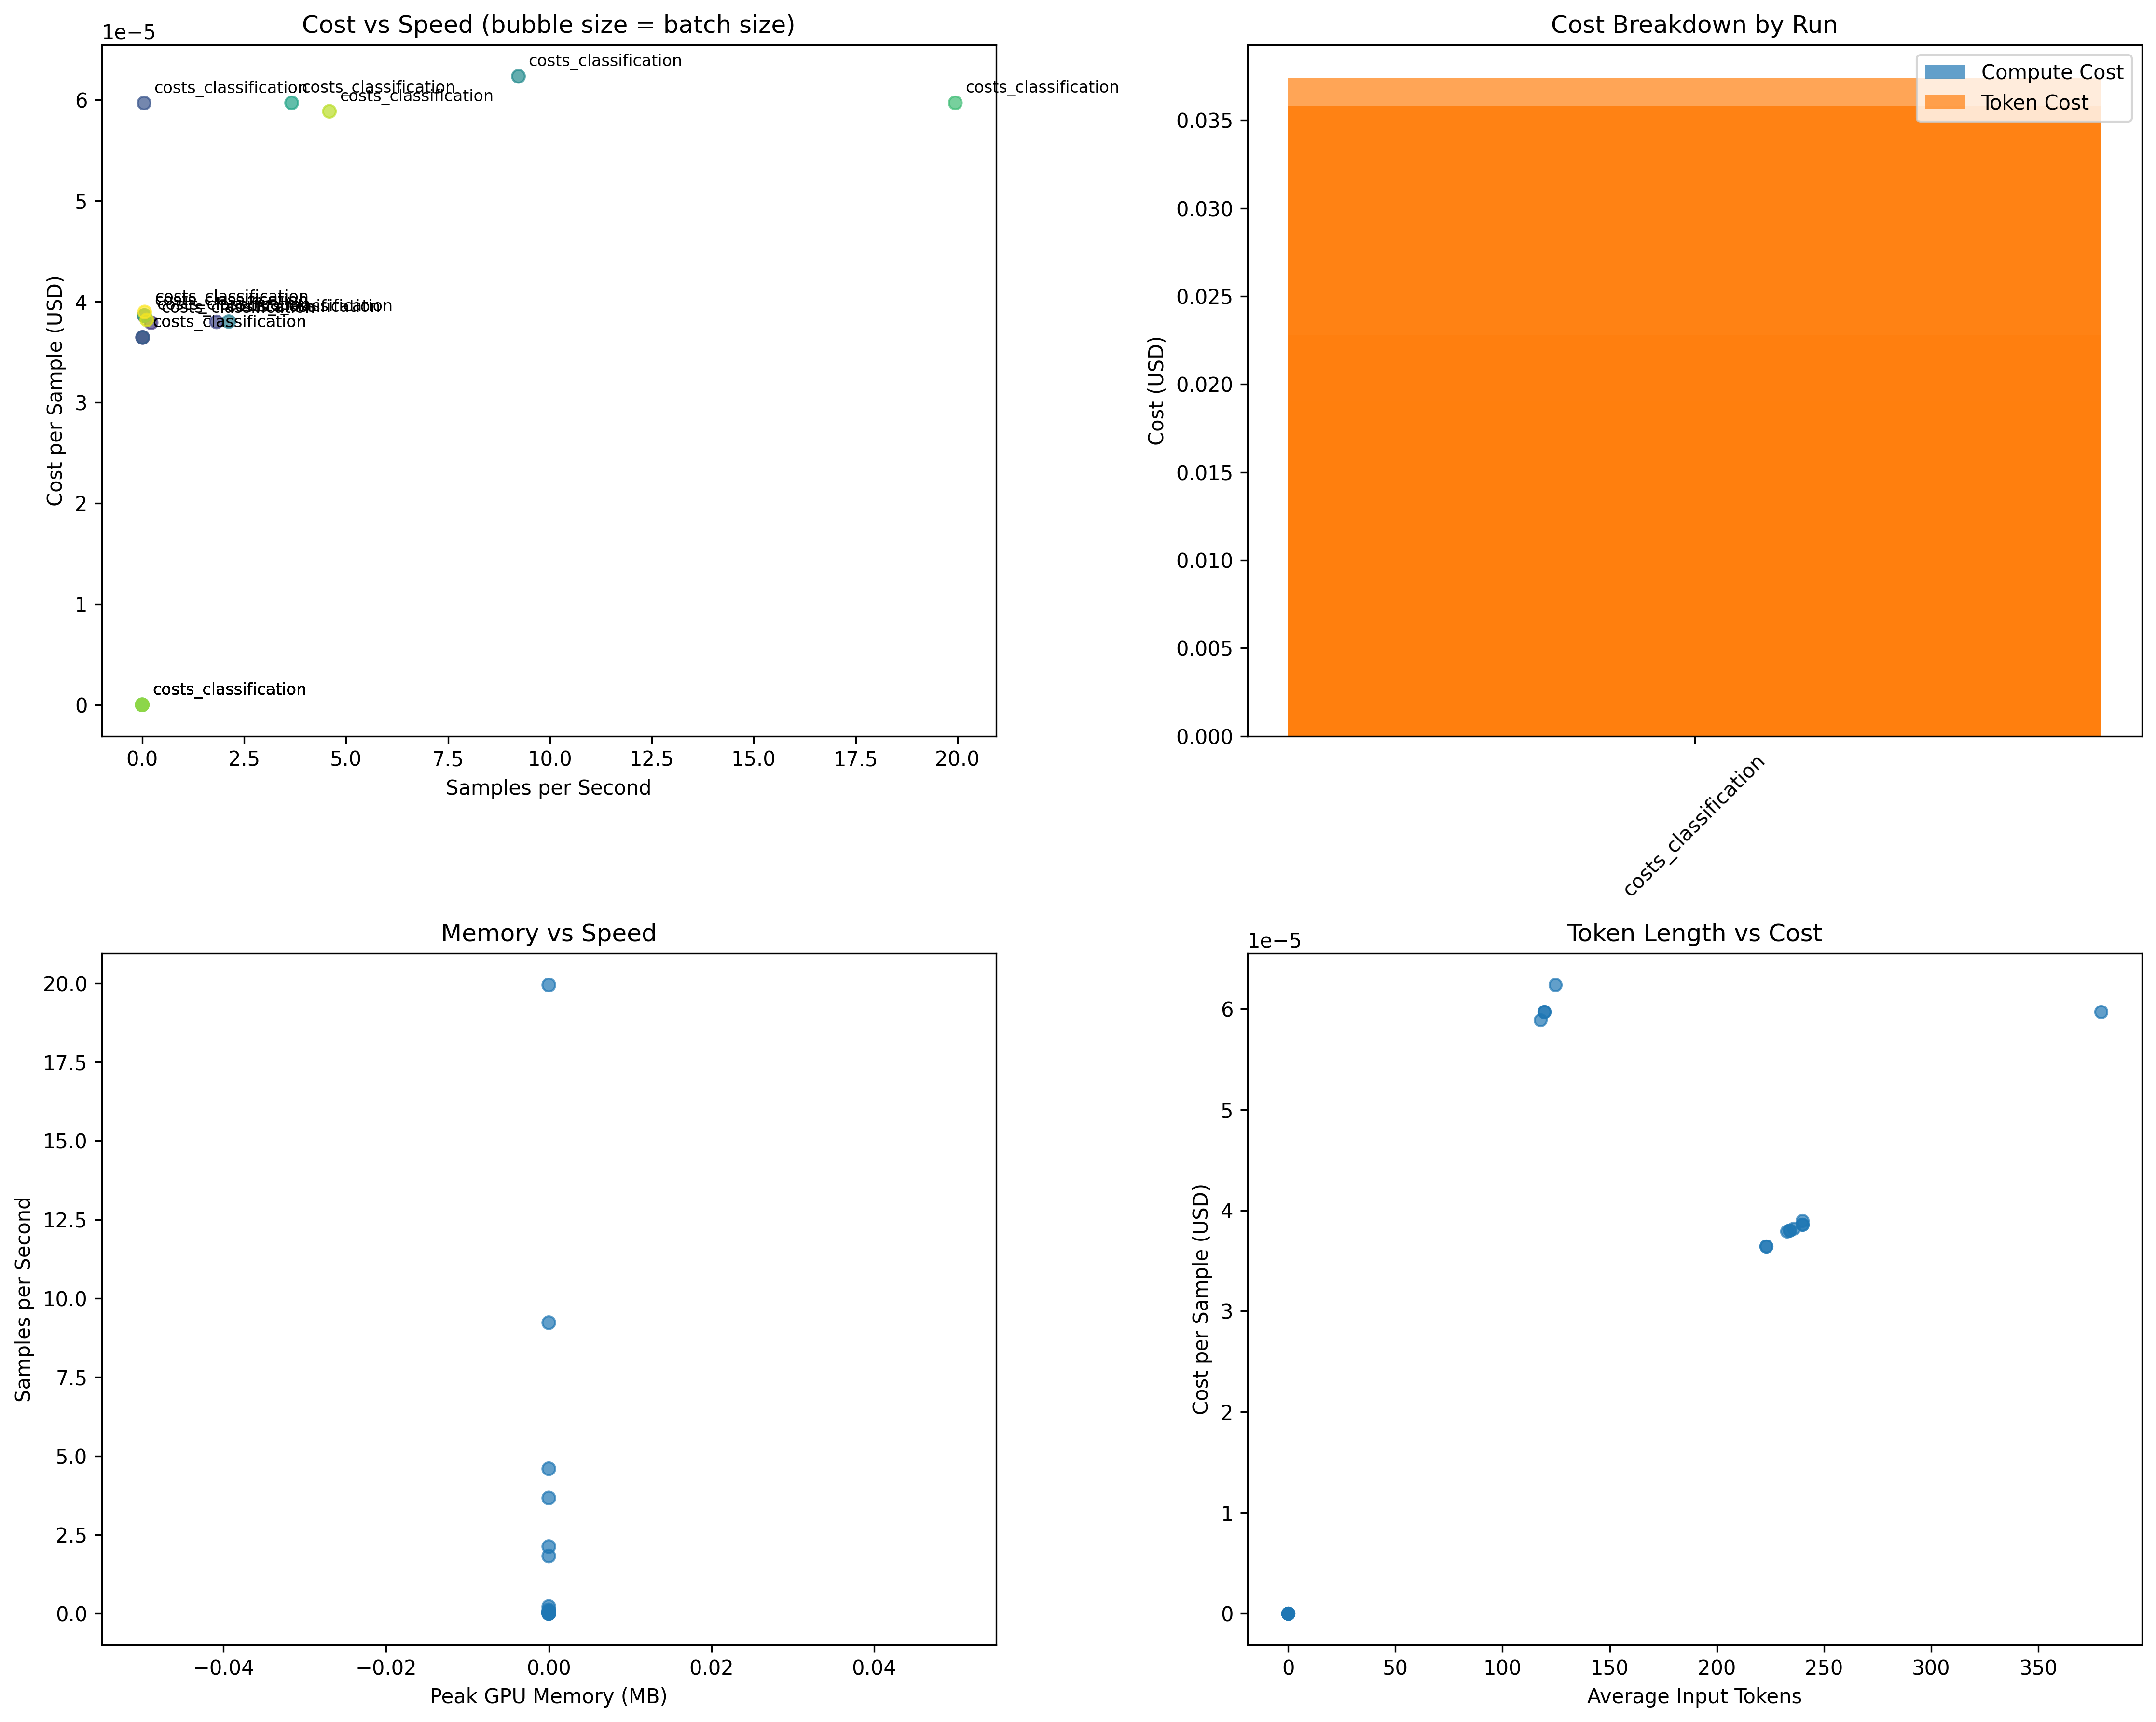 Cost vs Speed (bubble size = batch size)
1e−5
costs_classification
costs_classification
costs_classification
costs_classification
costs_classification
costs_classification
costs_classification
costs_classification
costs_classification
6
5
4
3
2
1
0
Cost per Sample (USD)
0.0 2.5 5.0 7.5 10.0 12.5 15.0 17.5 20.0
Samples per Second
Cost Breakdown by Run
Compute Cost
Token Cost
0.035
0.030
0.025
0.020
0.015
0.010
0.005
0.000
Cost (USD)
costs_classification
Memory vs Speed
20.0
17.5
15.0
12.5
10.0
7.5
5.0
2.5
0.0
Samples per Second
−0.04 −0.02 0.00 0.02 0.04
Peak GPU Memory (MB)
Token Length vs Cost
1e−5
6
5
4
3
2
1
0
Cost per Sample (USD)
0 50 100 150 200 250 300 350
Average Input Tokens